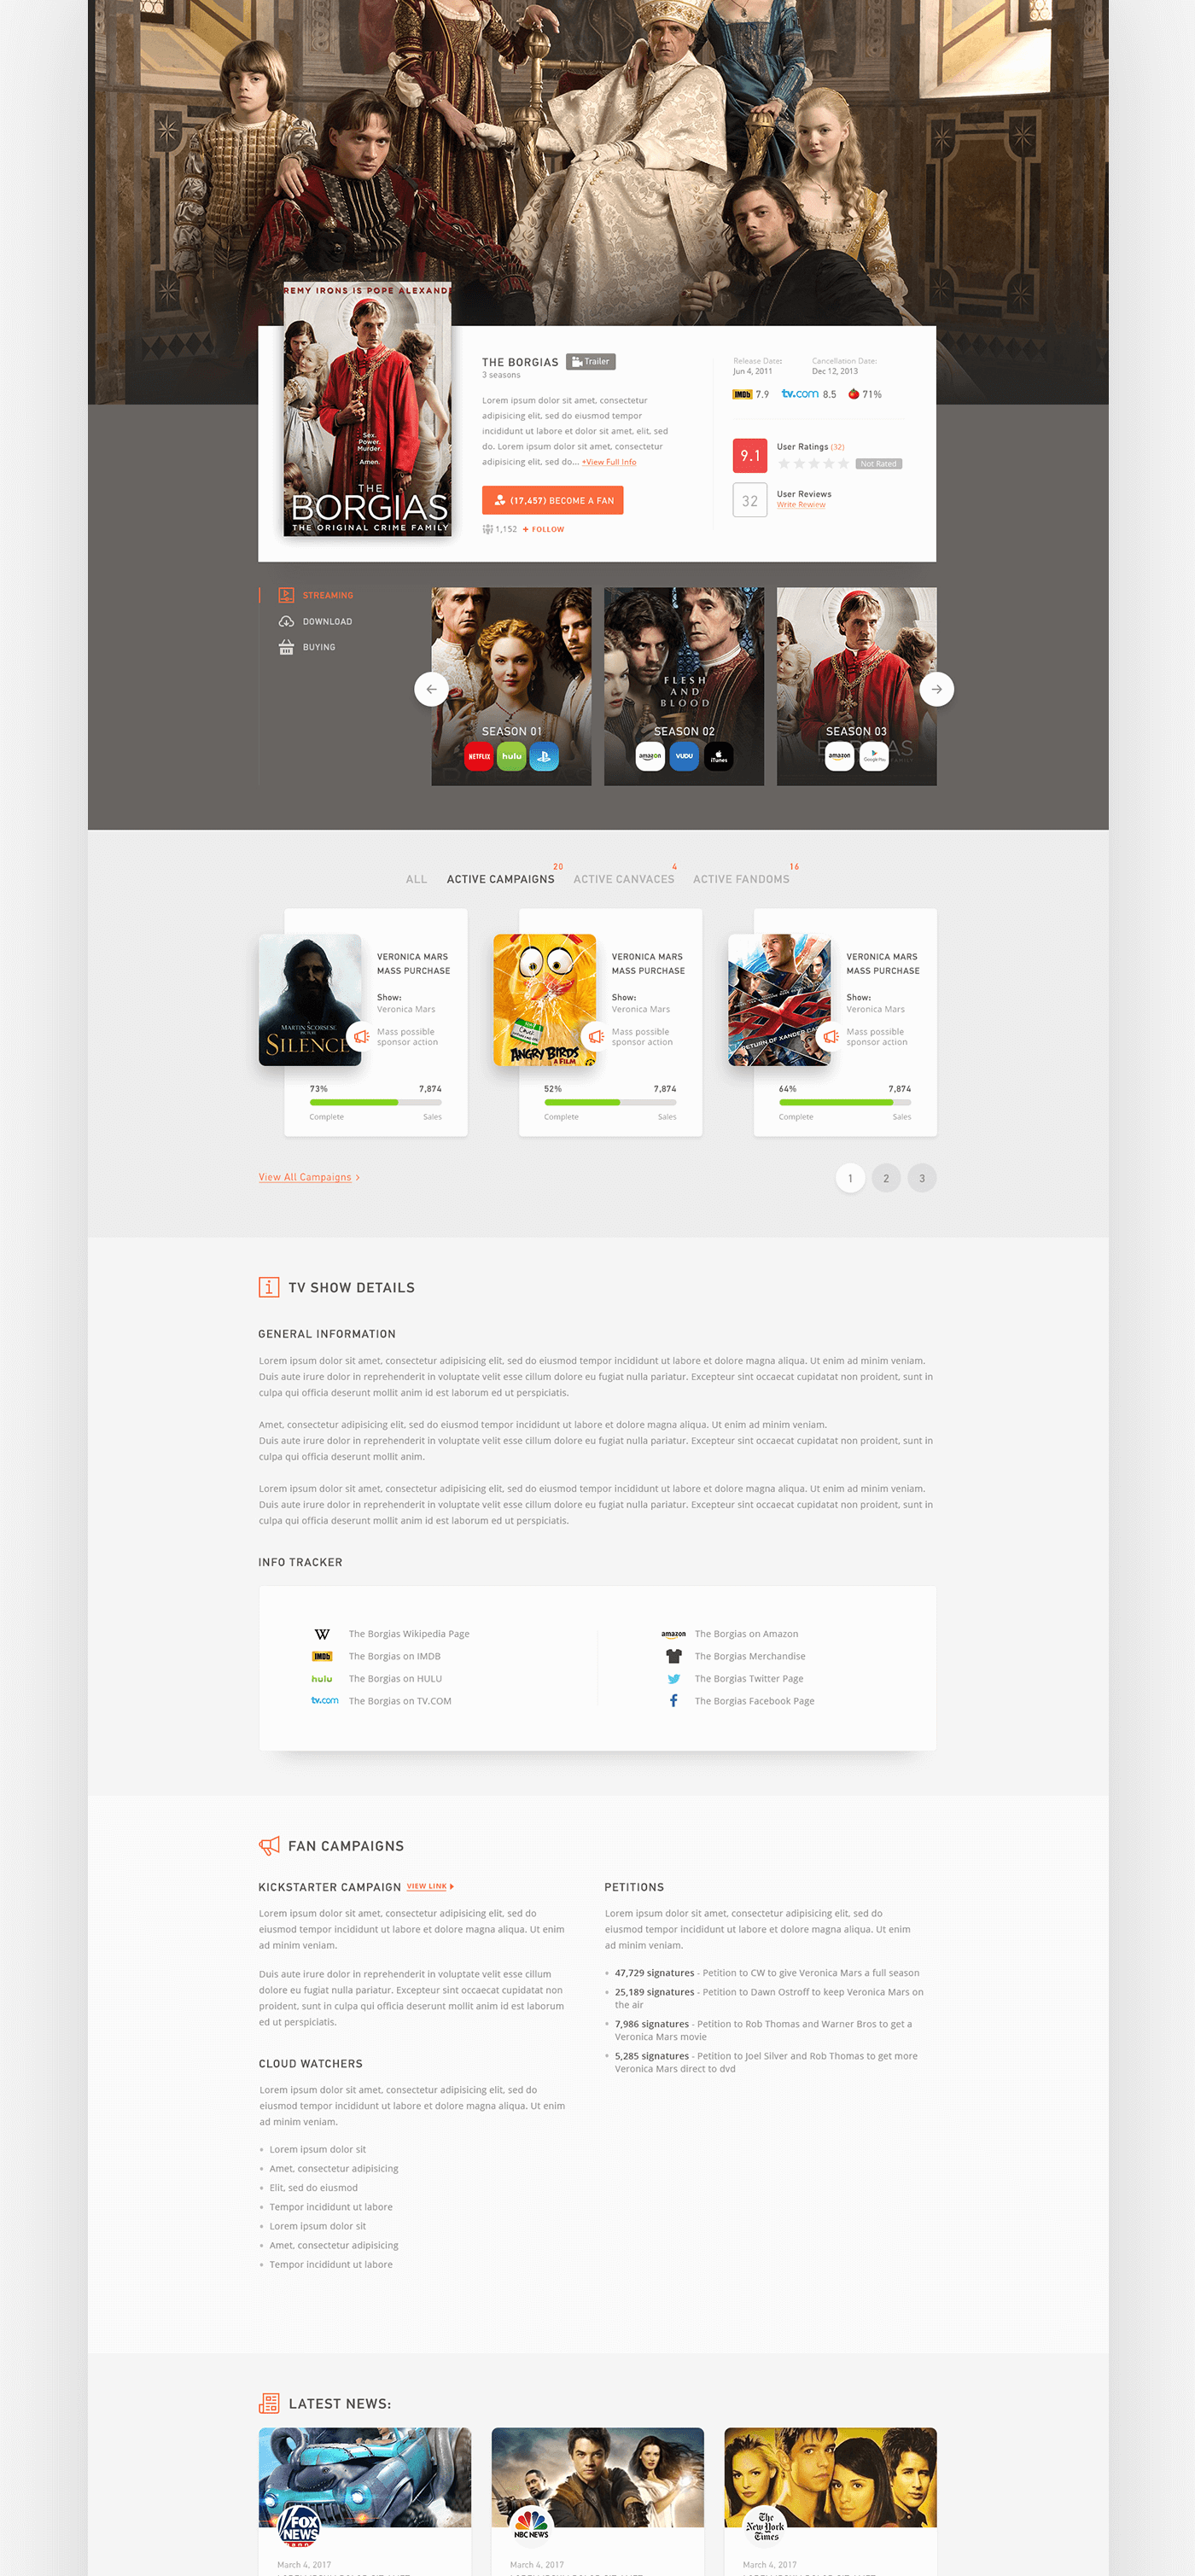 REMY IRONS IS POPE ALEXAND
Sex.
Power.
Murder.
Amen.
THE
BORGIAS
THE ORIGINAL CRIME FAMILY
THE BORGIAS Trailer
3 seasons
Lorem ipsum dolor sit amet, consectetur
adipisicing elit, sed do eiusmod tempor
incididunt ut labore et dolor sit amet, elit, sed
do. Lorem ipsum dolor sit amet, consectetur
adipisicing elit, sed do... +View Full Info
(17,457) BECOME A FAN
1,152 + FOLLOW
Release Date: Cancellation Date:
Jun 4, 2011 Dec 12, 2013
IMDb 7.9 tv.com 8.5 71%
9.1 User Ratings (32)
Not Rated
32 User Reviews
Write Rewiew
STREAMING
DOWNLOAD
BUYING
SEASON 01
NETFLIX hulu
FLESH
AND
BLOOD
SEASON 02
amazon VUDU iTunes
SEASON 03
amazon Google Play
ALL ACTIVE CAMPAIGNS 20 ACTIVE CANVACES 4 ACTIVE FANDOMS 16
A MARTIN SCORSESE PICTURE
SILENCE
VERONICA MARS
MASS PURCHASE
Show:
Veronica Mars
Mass possible
sponsor action
73% 7,874
Complete Sales
ANGRY BIRDS
A FILM
VERONICA MARS
MASS PURCHASE
Show:
Veronica Mars
Mass possible
sponsor action
52% 7,874
Complete Sales
xXx
RETURN OF XANDER CAGE
VERONICA MARS
MASS PURCHASE
Show:
Veronica Mars
Mass possible
sponsor action
64% 7,874
Complete Sales
View All Campaigns >
1 2 3
TV SHOW DETAILS
GENERAL INFORMATION
Lorem ipsum dolor sit amet, consectetur adipisicing elit, sed do eiusmod tempor incididunt ut labore et dolore magna aliqua. Ut enim ad minim veniam.
Duis aute irure dolor in reprehenderit in voluptate velit esse cillum dolore eu fugiat nulla pariatur. Excepteur sint occaecat cupidatat non proident, sunt in
culpa qui officia deserunt mollit anim id est laborum ed ut perspiciatis.
Amet, consectetur adipisicing elit, sed do eiusmod tempor incididunt ut labore et dolore magna aliqua. Ut enim ad minim veniam.
Duis aute irure dolor in reprehenderit in voluptate velit esse cillum dolore eu fugiat nulla pariatur. Excepteur sint occaecat cupidatat non proident, sunt in
culpa qui officia deserunt mollit anim.
Lorem ipsum dolor sit amet, consectetur adipisicing elit, sed do eiusmod tempor incididunt ut labore et dolore magna aliqua. Ut enim ad minim veniam.
Duis aute irure dolor in reprehenderit in voluptate velit esse cillum dolore eu fugiat nulla pariatur. Excepteur sint occaecat cupidatat non proident, sunt in
culpa qui officia deserunt mollit anim id est laborum ed ut perspiciatis.
INFO TRACKER
W The Borgias Wikipedia Page
IMDb The Borgias on IMDB
hulu The Borgias on HULU
tv.com The Borgias on TV.COM
amazon The Borgias on Amazon
The Borgias Merchandise
The Borgias Twitter Page
f The Borgias Facebook Page
FAN CAMPAIGNS
KICKSTARTER CAMPAIGN VIEW LINK
Lorem ipsum dolor sit amet, consectetur adipisicing elit, sed do
eiusmod tempor incididunt ut labore et dolore magna aliqua. Ut enim
ad minim veniam.
Duis aute irure dolor in reprehenderit in voluptate velit esse cillum
dolore eu fugiat nulla pariatur. Excepteur sint occaecat cupidatat non
proident, sunt in culpa qui officia deserunt mollit anim id est laborum
ed ut perspiciatis.
CLOUD WATCHERS
Lorem ipsum dolor sit amet, consectetur adipisicing elit, sed do
eiusmod tempor incididunt ut labore et dolore magna aliqua. Ut enim
ad minim veniam.
• Lorem ipsum dolor sit
• Amet, consectetur adipisicing
• Elit, sed do eiusmod
• Tempor incididunt ut labore
• Lorem ipsum dolor sit
• Amet, consectetur adipisicing
• Tempor incididunt ut labore
PETITIONS
Lorem ipsum dolor sit amet, consectetur adipisicing elit, sed do
eiusmod tempor incididunt ut labore et dolore magna aliqua. Ut enim
ad minim veniam.
• 47,729 signatures - Petition to CW to give Veronica Mars a full season
• 25,189 signatures - Petition to Dawn Ostroff to keep Veronica Mars on
the air
• 7,986 signatures - Petition to Rob Thomas and Warner Bros to get a
Veronica Mars movie
• 5,285 signatures - Petition to Joel Silver and Rob Thomas to get more
Veronica Mars direct to dvd
LATEST NEWS:
FOX
NEWS
March 4, 2017
NBC NEWS
March 4, 2017
The
New York
Times
March 4, 2017